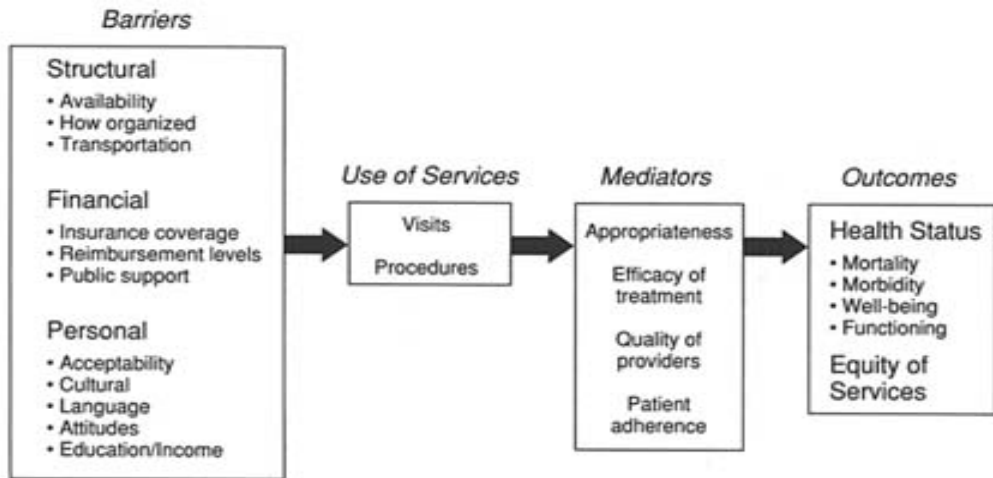 Barriers
Structural
• Availability
• How organized
• Transportation
Financial
• Insurance coverage
• Reimbursement levels
• Public support
Personal
• Acceptability
• Cultural
• Language
• Attitudes
• Education/Income
Use of Services
Visits
Procedures
Mediators
Appropriateness
Efficacy of
treatment
Quality of
providers
Patient
adherence
Outcomes
Health Status
• Mortality
• Morbidity
• Well-being
• Functioning
Equity of
Services